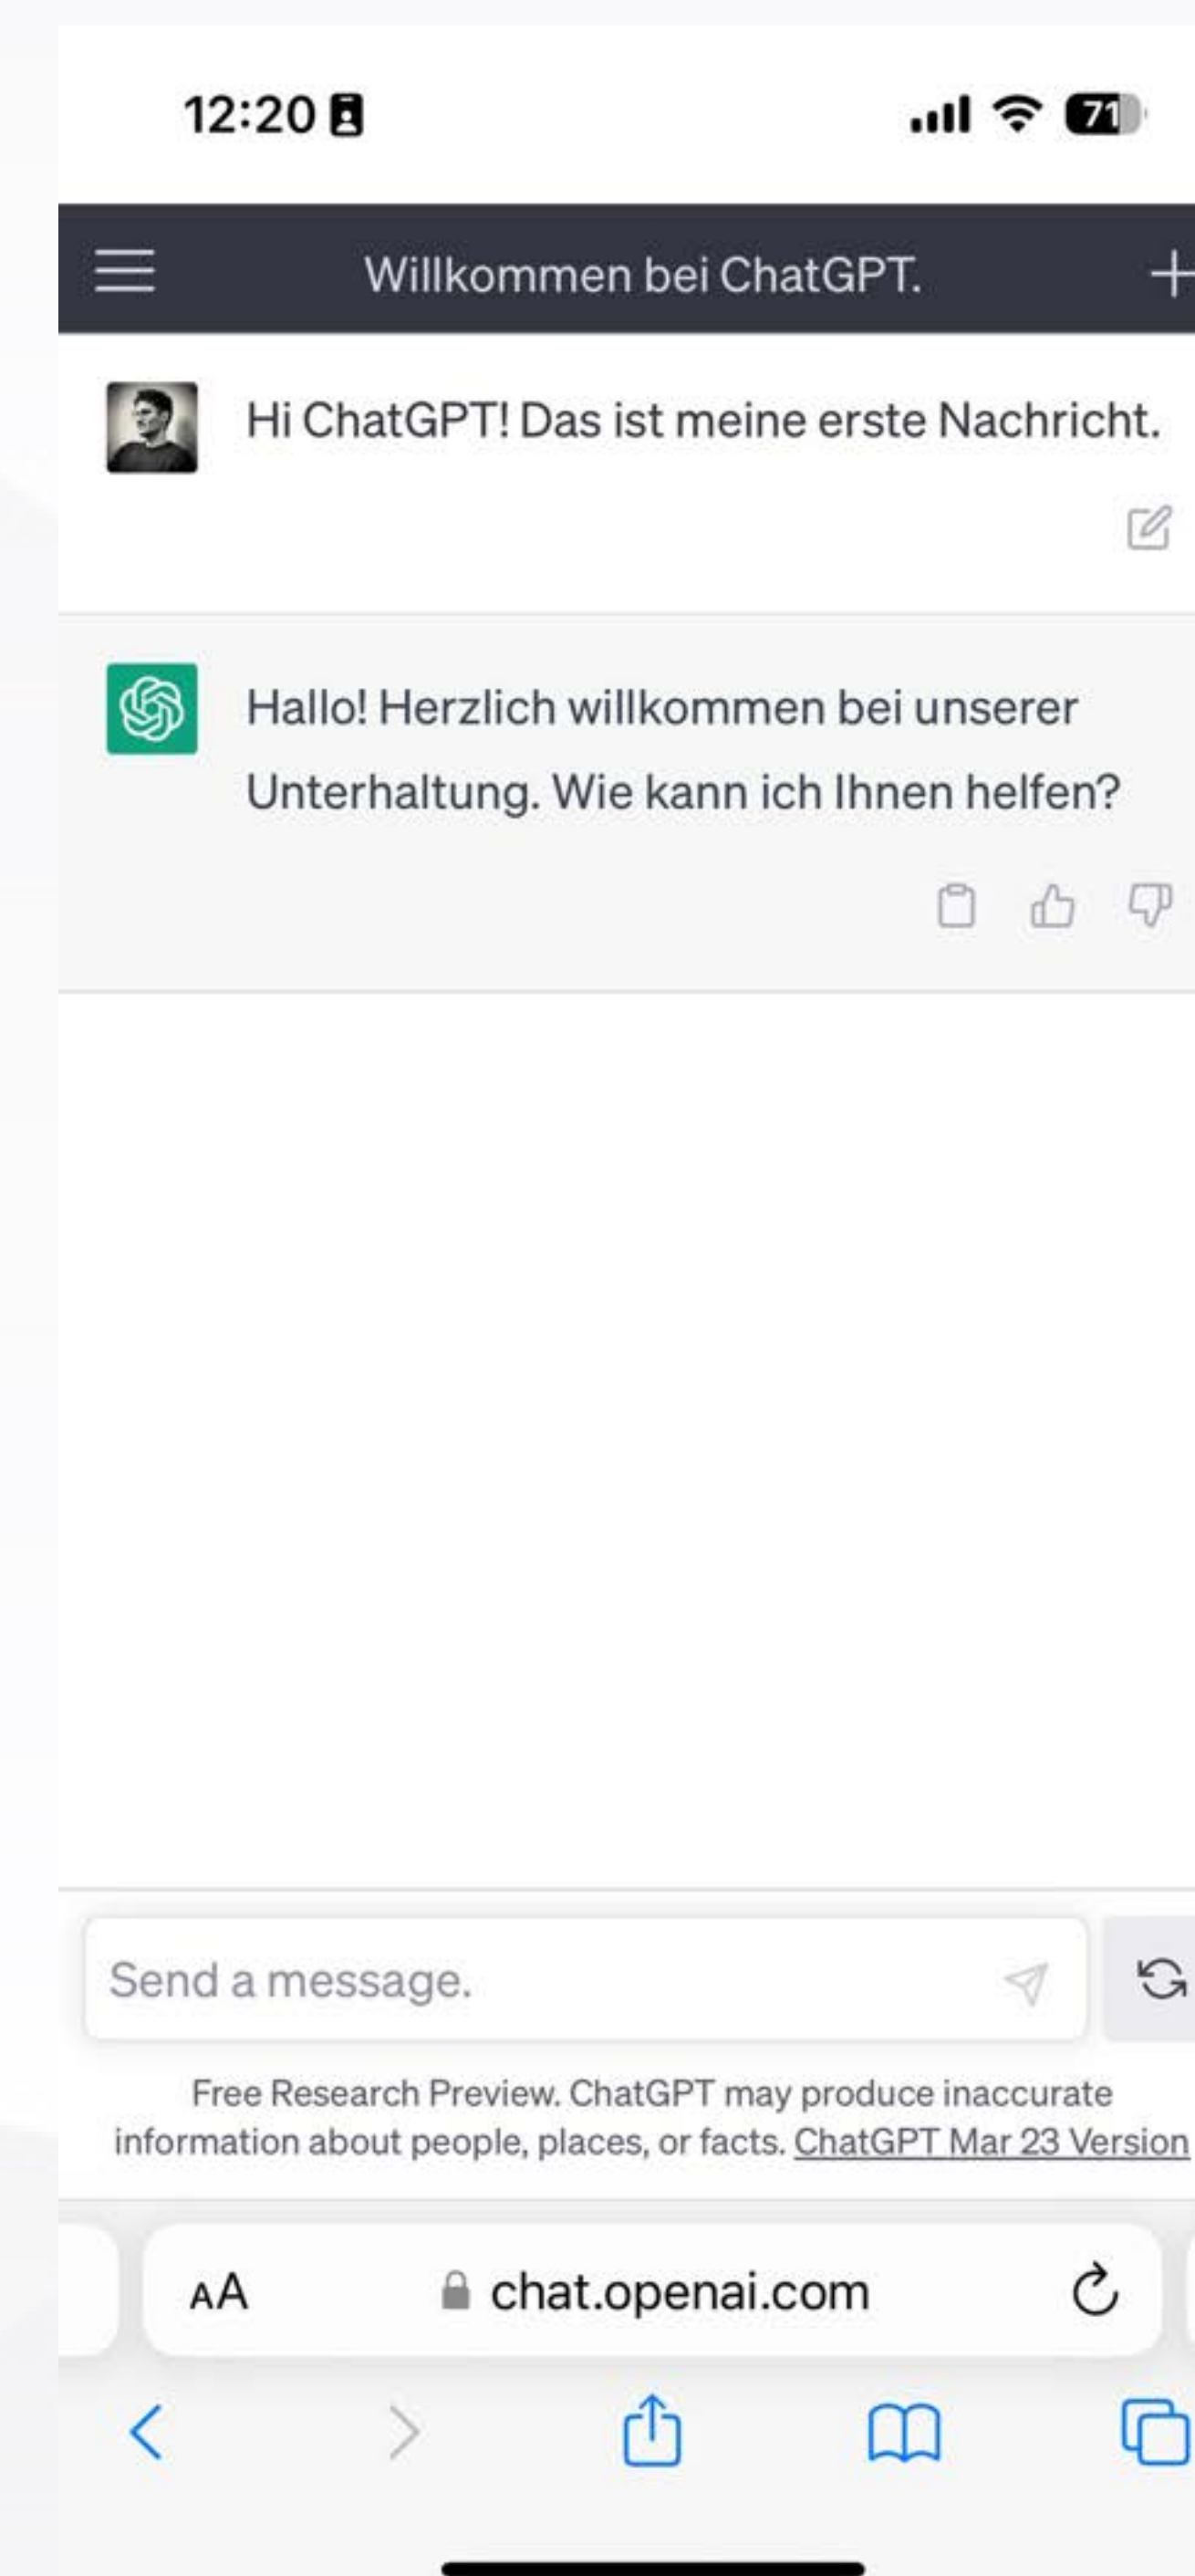 12:20 71
Willkommen bei ChatGPT.
Hi ChatGPT! Das ist meine erste Nachricht.
Hallo! Herzlich willkommen bei unserer
Unterhaltung. Wie kann ich Ihnen helfen?
Send a message.
Free Research Preview. ChatGPT may produce inaccurate
information about people, places, or facts. ChatGPT Mar 23 Version
AA chat.openai.com